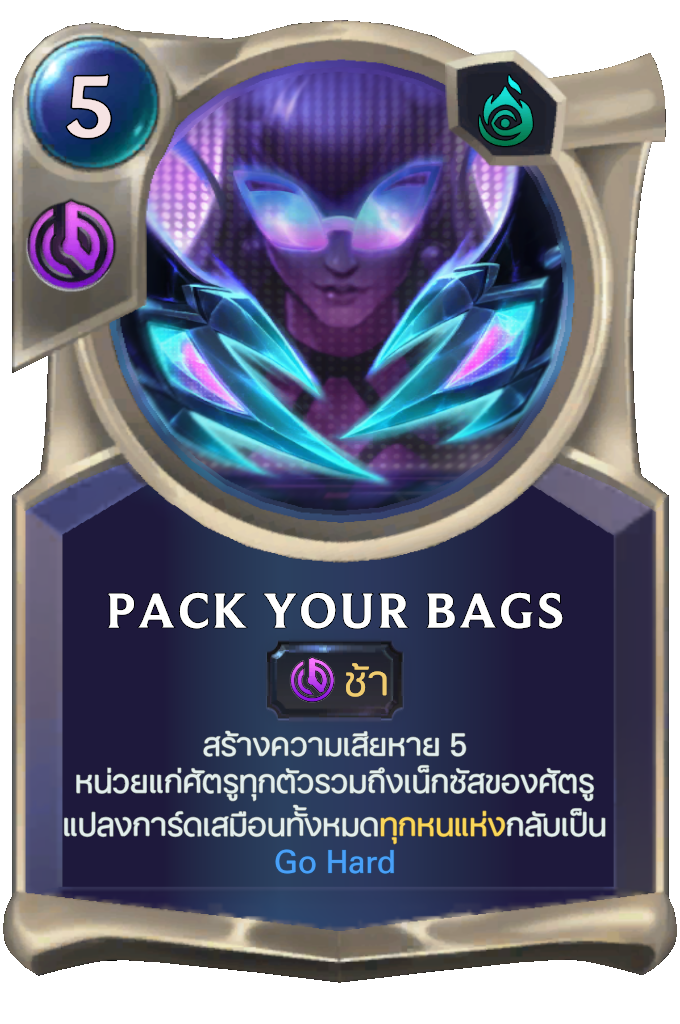 5
PACK YOUR BAGS
ช้า
สร้างความเสียหาย 5
หน่วยแก่ศัตรูทุกตัวรวมถึงเน็กซัสของศัตรู
แปลงการ์ดเสมือนทั้งหมดทุกหนแห่งกลับเป็น
Go Hard